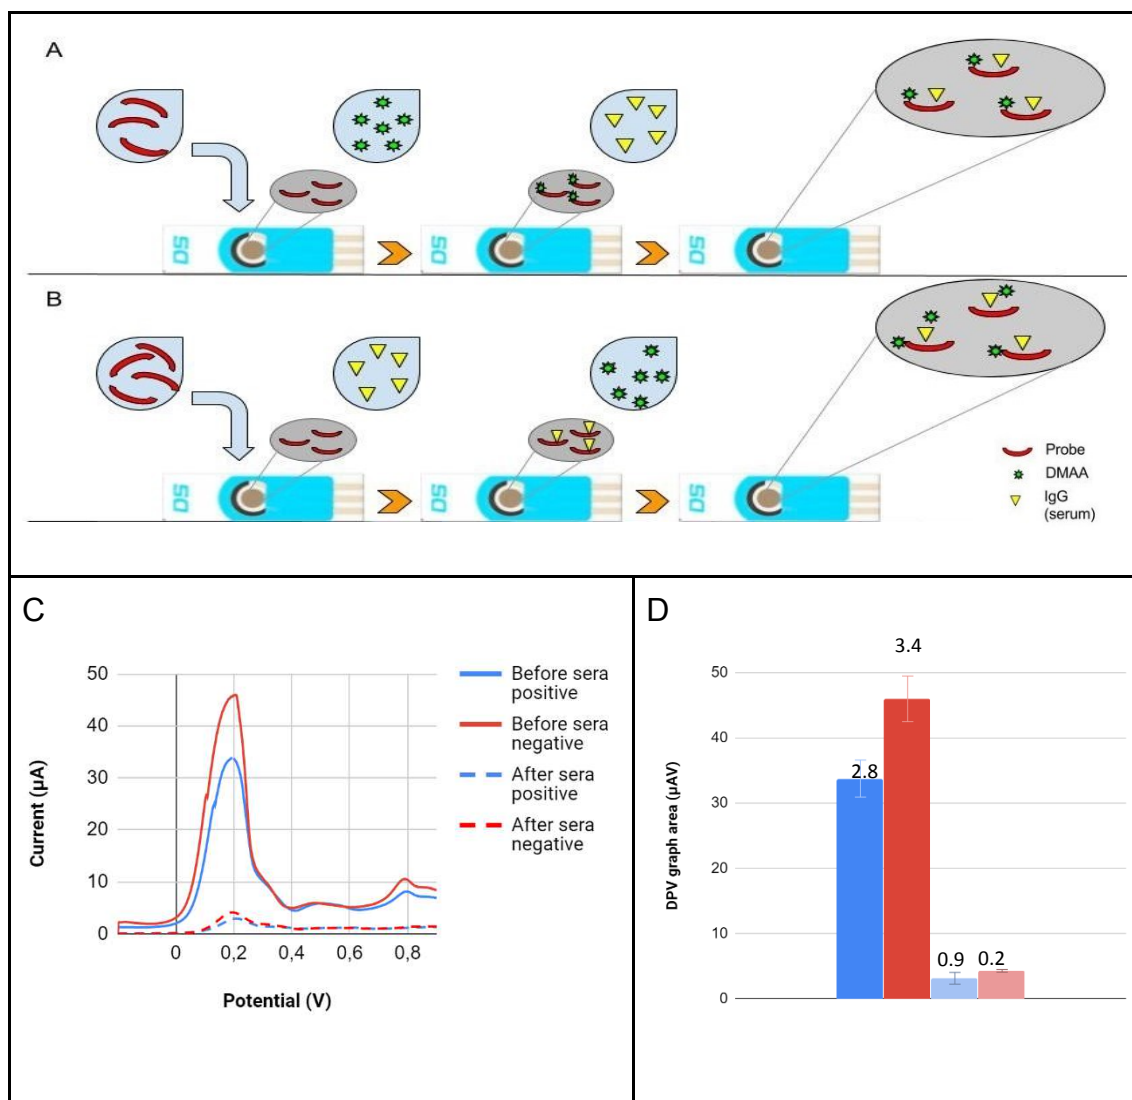 A
DS
DS
DS
B
DS
DS
DS
Probe
DMAA
IgG
(serum)
C
50
40
30
20
10
0
0
0,2
0,4
0,6
0,8
Current (µA)
Potential (V)
Before sera
positive
Before sera
negative
After sera
positive
After sera
negative
D
3.4
2.8
0.9
0.2
50
40
30
20
10
0
DPV graph area (µAV)